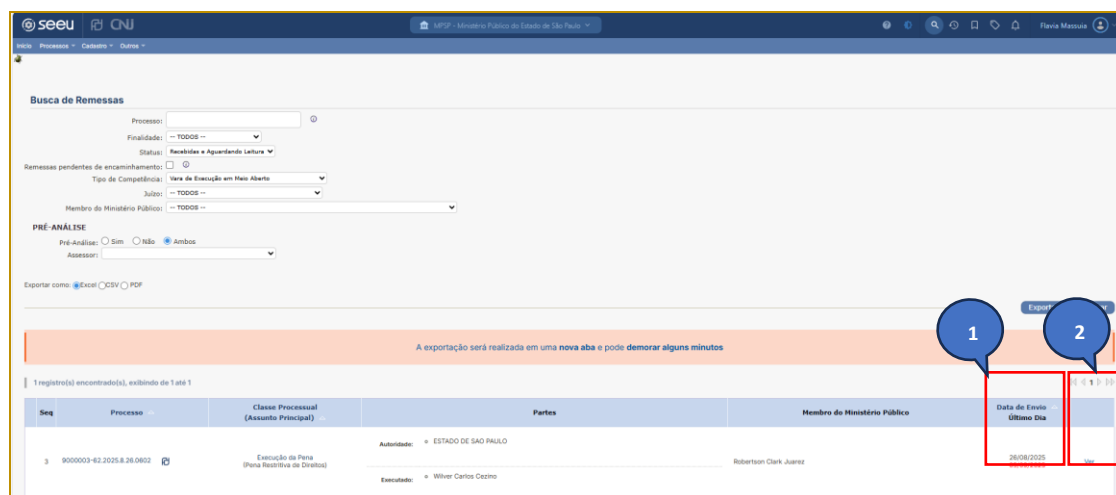 seeu CNJ MPSP - Ministério Público do Estado de São Paulo Flavia Massuia
Início Processos Cadastro Outros
Busca de Remessas
Processo:
Finalidade: -- TODOS --
Status: Recebidas e Aguardando Leitura
Remessas pendentes de encaminhamento:
Tipo de Competência: Vara de Execução em Meio Aberto
Juízo: -- TODOS --
Membro do Ministério Público: -- TODOS --
PRÉ-ANÁLISE
Pré-Análise: Sim Não Ambos
Assessor:
Exportar como: Excel CSV PDF
1 2
A exportação será realizada em uma nova aba e pode demorar alguns minutos
1 registro(s) encontrado(s), exibindo de 1 até 1 1
Seq Processo Classe Processual (Assunto Principal) Partes Membro do Ministério Público Data de Envio Último Dia
Autoridade: ESTADO DE SAO PAULO
3 9000003-62.2025.8.26.0602 Execução da Pena (Pena Restritiva de Direitos) Robertson Clark Juarez 26/08/2025 Ver
Executado: Wilver Carlos Cezino